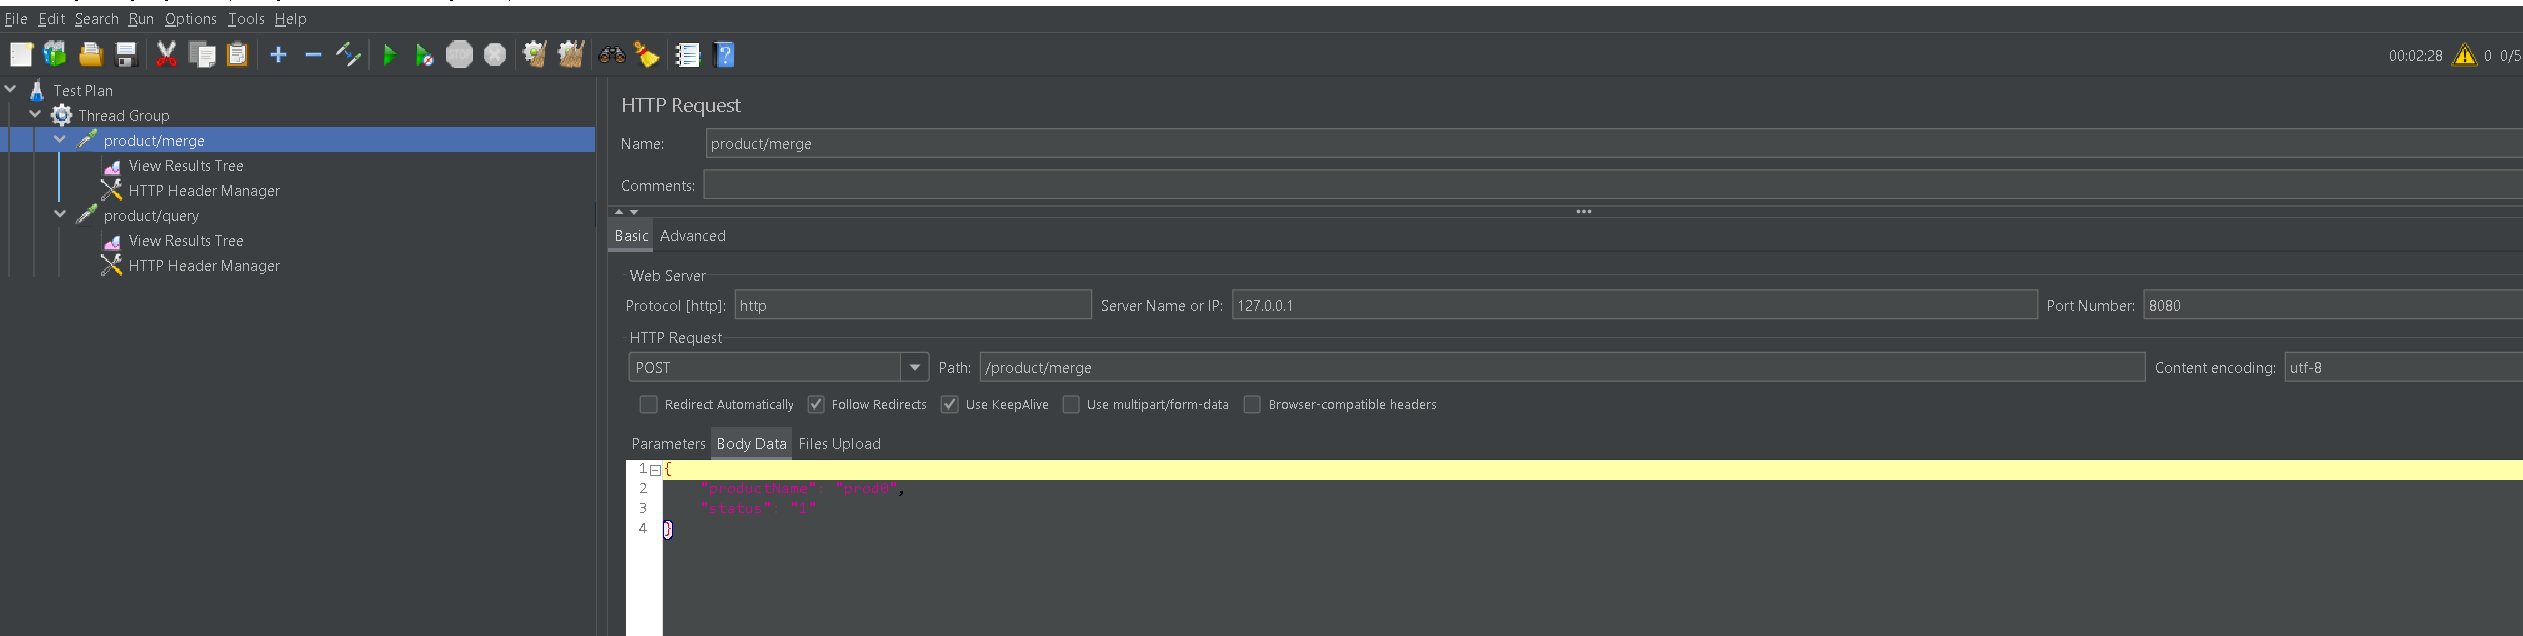 File Edit Search Run Options Tools Help
00:02:28 0 0/5
Test Plan
Thread Group
product/merge
View Results Tree
HTTP Header Manager
product/query
View Results Tree
HTTP Header Manager
HTTP Request
Name: product/merge
Comments:
Basic Advanced
Web Server
Protocol [http]: http Server Name or IP: 127.0.0.1 Port Number: 8080
HTTP Request
POST Path: /product/merge Content encoding: utf-8
Redirect Automatically Follow Redirects Use KeepAlive Use multipart/form-data Browser-compatible headers
Parameters Body Data Files Upload
1 {
2 "productName": "prod0",
3 "status": "1"
4 }